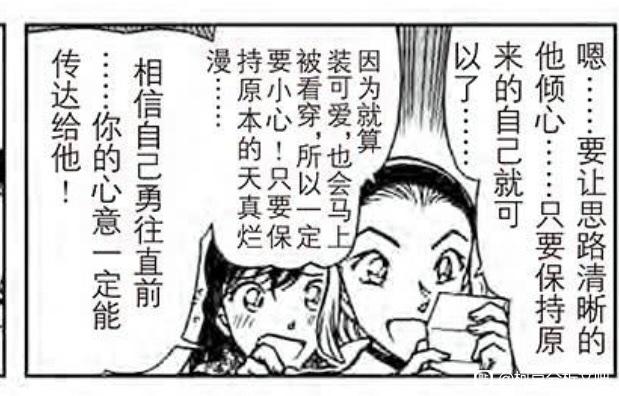 嗯……要让思路清晰的
他倾心……只要保持原
来的自己就可
以了……
因为就算
装可爱，也会马上
被看穿，所以一定
要小心！只要保
持原本的天真烂
漫……
相信自己勇往直前
……你的心意一定能
传达给他！